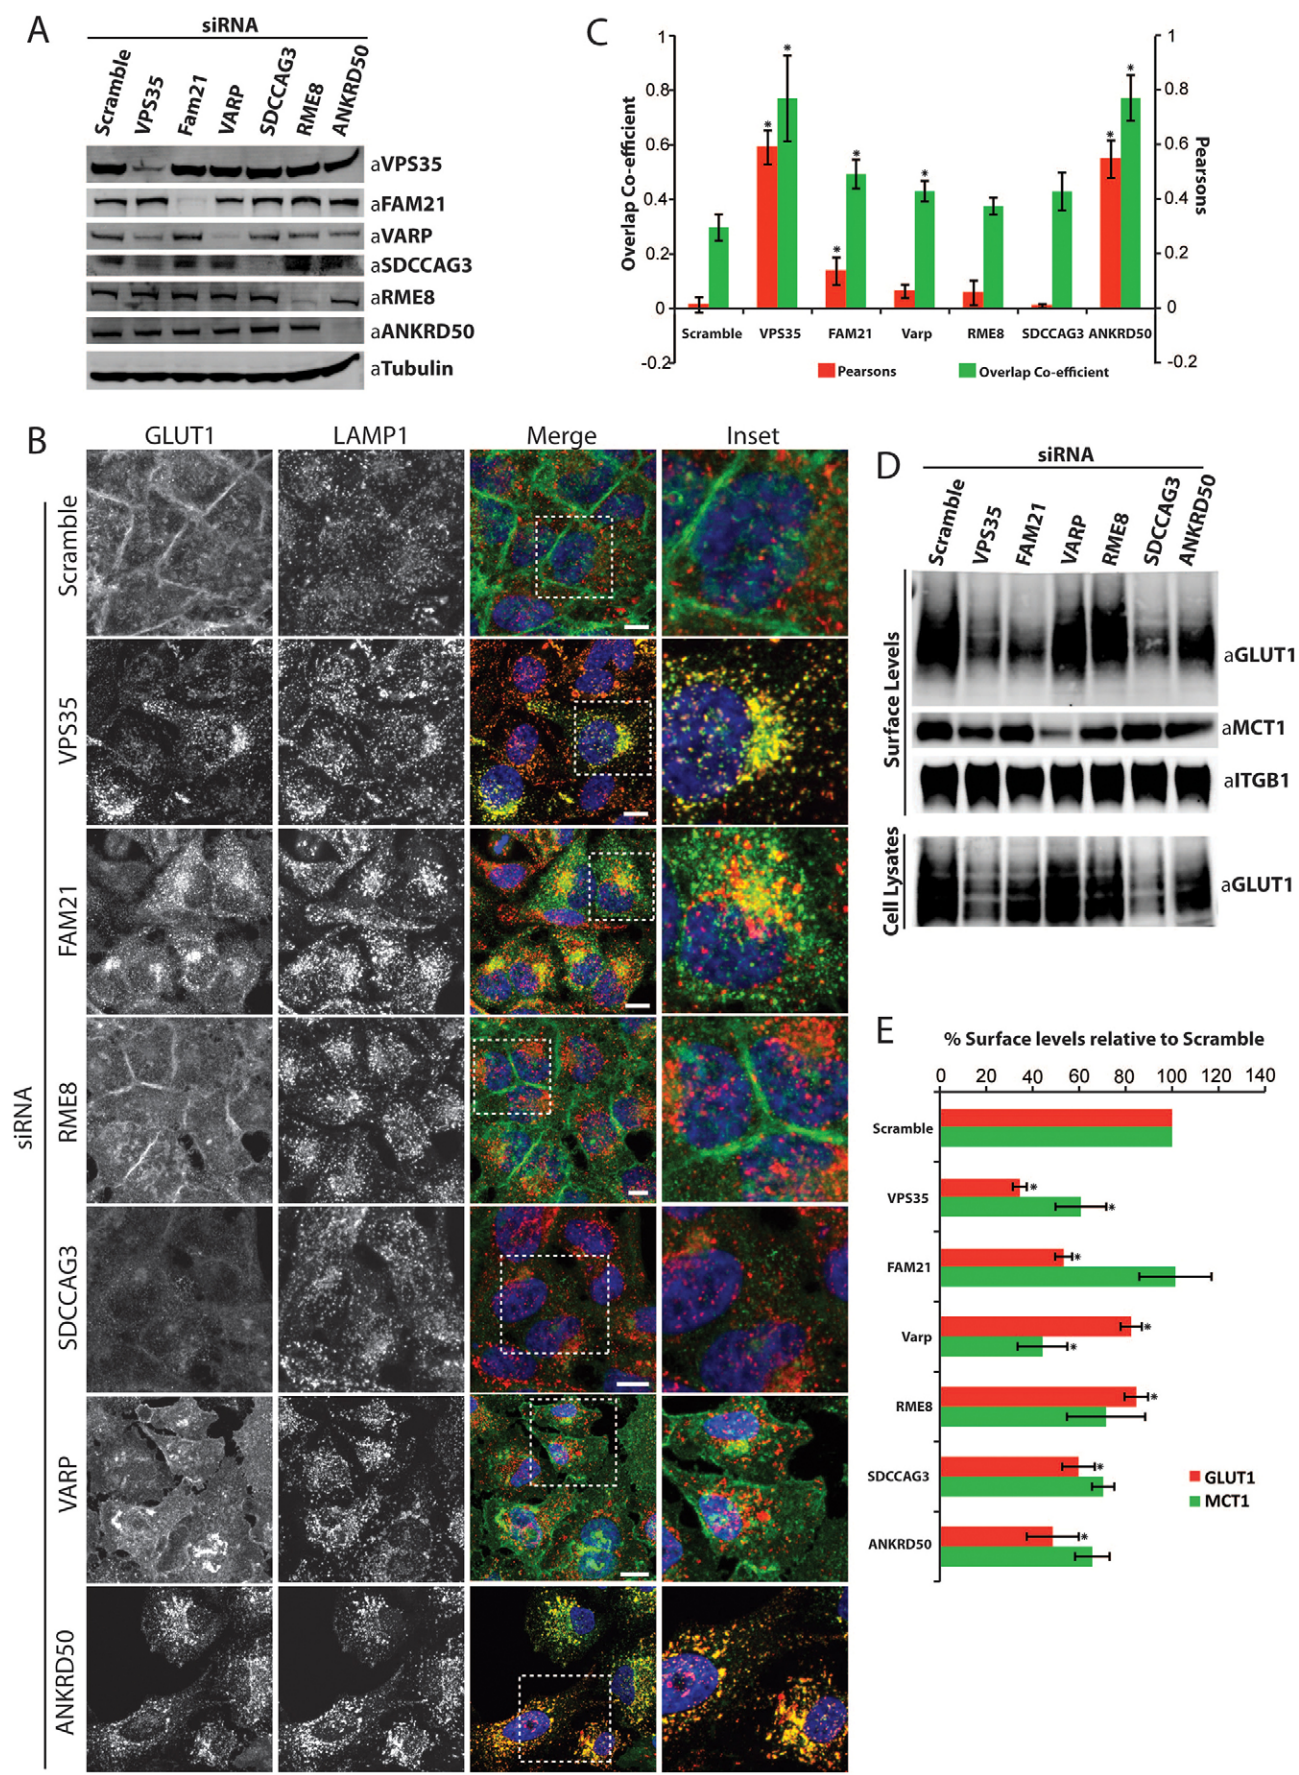 A
siRNA
Scramble
VPS35
Fam21
VARP
SDCCAG3
RME8
ANKRD50
aVPS35
aFAM21
aVARP
aSDCCAG3
aRME8
aANKRD50
aTubulin
C
1
0.8
0.6
0.4
0.2
0
-0.2
Overlap Co-efficient
1
0.8
0.6
0.4
0.2
0
-0.2
Pearsons
* * * * * * *
Scramble VPS35 FAM21 Varp RME8 SDCCAG3 ANKRD50
Pearsons Overlap Co-efficient
B
GLUT1 LAMP1 Merge Inset
siRNA
Scramble
VPS35
FAM21
RME8
SDCCAG3
VARP
ANKRD50
D
siRNA
Scramble
VPS35
FAM21
VARP
RME8
SDCCAG3
ANKRD50
Surface Levels
aGLUT1
aMCT1
aITGB1
Cell Lysates
aGLUT1
E
% Surface levels relative to Scramble
0 20 40 60 80 100 120 140
Scramble
VPS35
*
*
FAM21
*
Varp
*
*
RME8
*
SDCCAG3
*
ANKRD50
*
GLUT1
MCT1